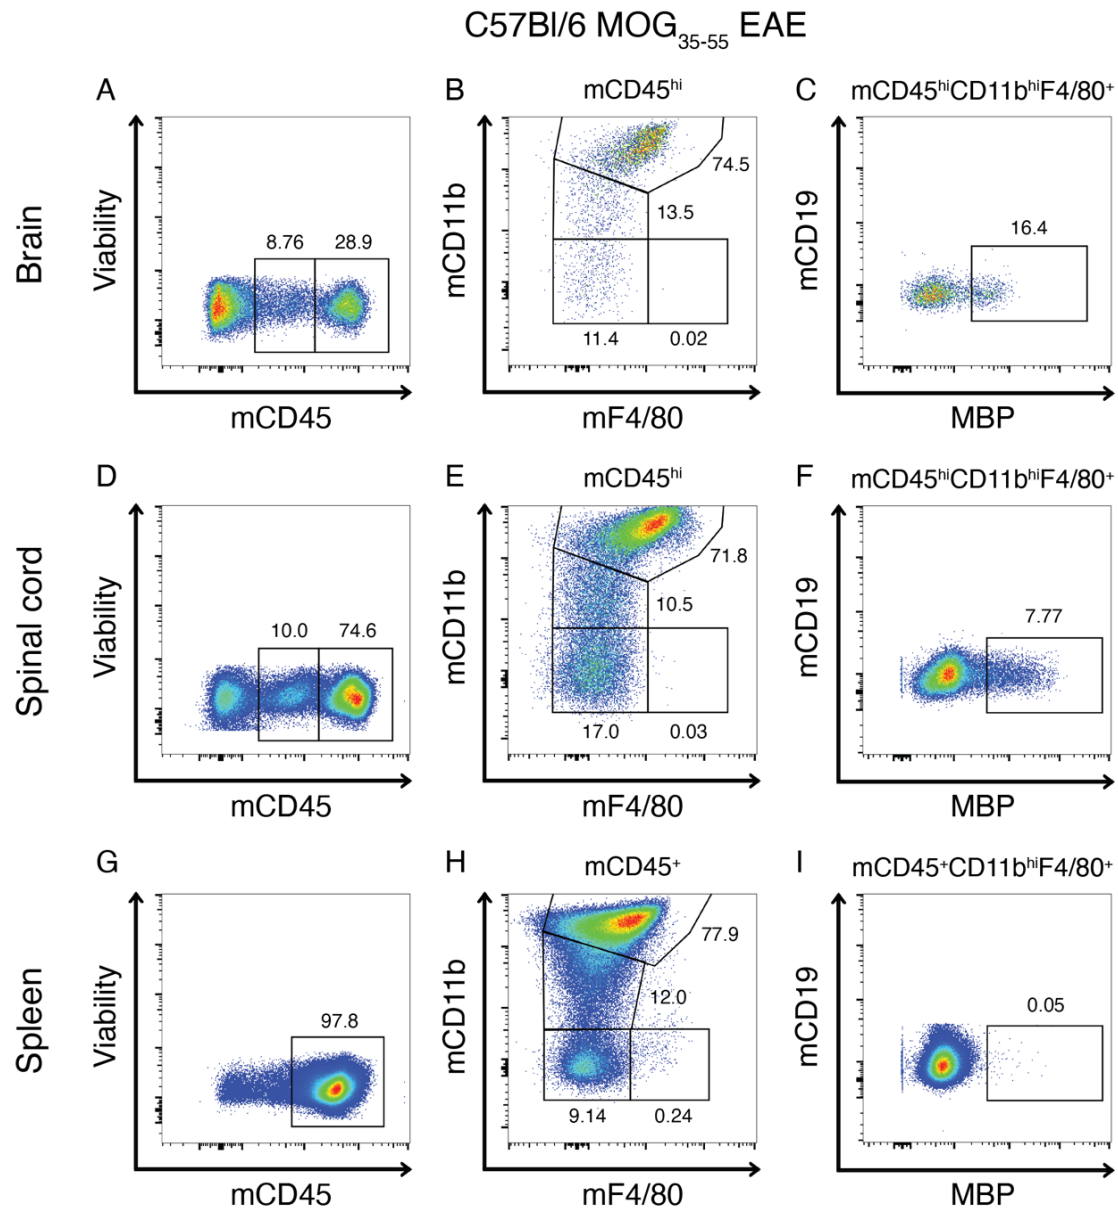 C57Bl/6 MOG35-55 EAE
Brain
A
Viability
8.76
28.9
mCD45
B
mCD45hi
mCD11b
74.5
13.5
11.4
0.02
mF4/80
C
mCD45hiCD11bhiF4/80+
mCD19
16.4
MBP
Spinal cord
D
Viability
10.0
74.6
mCD45
E
mCD45hi
mCD11b
71.8
10.5
17.0
0.03
mF4/80
F
mCD45hiCD11bhiF4/80+
mCD19
7.77
MBP
Spleen
G
Viability
97.8
mCD45
H
mCD45+
mCD11b
77.9
12.0
9.14
0.24
mF4/80
I
mCD45+CD11bhiF4/80+
mCD19
0.05
MBP